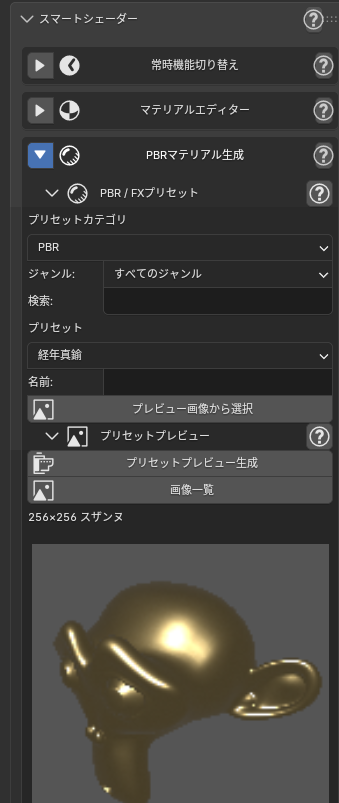 スマートシェーダー
常時機能切り替え
マテリアルエディター
PBRマテリアル生成
PBR / FXプリセット
プリセットカテゴリ
PBR
ジャンル: すべてのジャンル
検索:
プリセット
経年真鍮
名前:
プレビュー画像から選択
プリセットプレビュー
プリセットプレビュー生成
画像一覧
256×256 スザンヌ